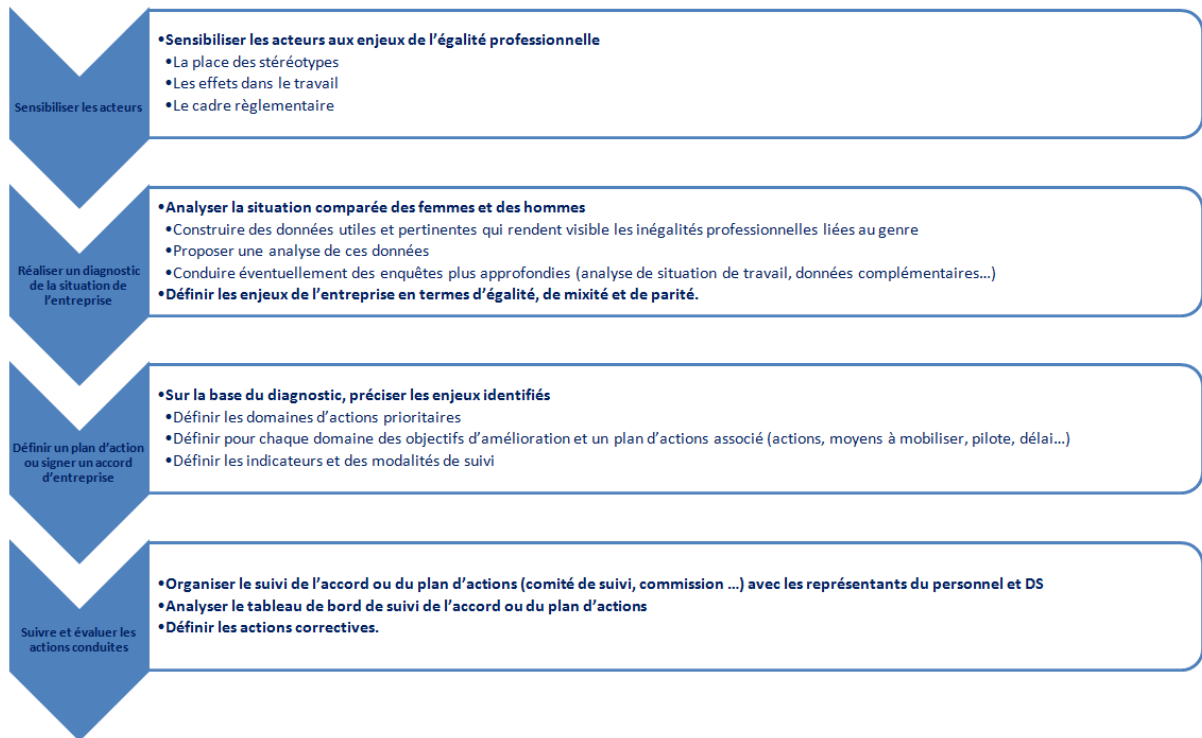 Sensibiliser les acteurs
•Sensibiliser les acteurs aux enjeux de l’égalité professionnelle
•La place des stéréotypes
•Les effets dans le travail
•Le cadre règlementaire
Réaliser un diagnostic
de la situation de
l’entreprise
•Analyser la situation comparée des femmes et des hommes
•Construire des données utiles et pertinentes qui rendent visible les inégalités professionnelles liées au genre
•Proposer une analyse de ces données
•Conduire éventuellement des enquêtes plus approfondies (analyse de situation de travail, données complémentaires…)
•Définir les enjeux de l’entreprise en termes d’égalité, de mixité et de parité.
Définir un plan d’action
ou signer un accord
d’entreprise
•Sur la base du diagnostic, préciser les enjeux identifiés
•Définir les domaines d’actions prioritaires
•Définir pour chaque domaine des objectifs d’amélioration et un plan d’actions associé (actions, moyens à mobiliser, pilote, délai…)
•Définir les indicateurs et des modalités de suivi
Suivre et évaluer les
actions conduites
•Organiser le suivi de l’accord ou du plan d’actions (comité de suivi, commission …) avec les représentants du personnel et DS
•Analyser le tableau de bord de suivi de l’accord ou du plan d’actions
•Définir les actions correctives.